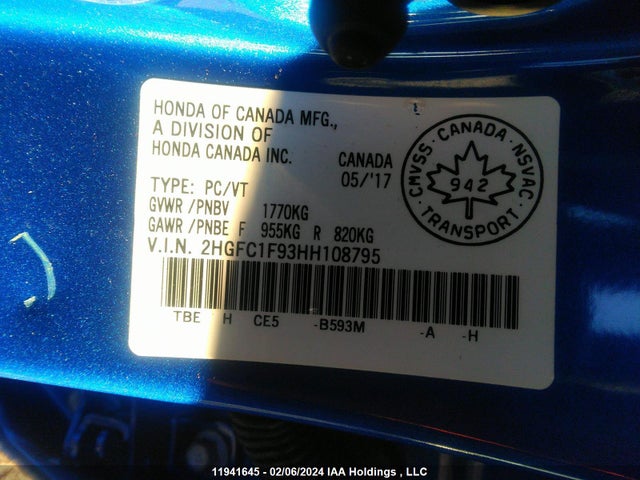 HONDA OF CANADA MFG.,
A DIVISION OF
HONDA CANADA INC.
CANADA
05/'17
TYPE: PC/VT
GVWR /PNBV 1770KG
GAWR /PNBE F 955KG R 820KG
V.I.N. 2HGFC1F93HH108795
TBE H CE5 -B593M -A -H
CMVSS · CANADA · NSVAC
942
TRANSPORT
11941645 - 02/06/2024 IAA Holdings , LLC